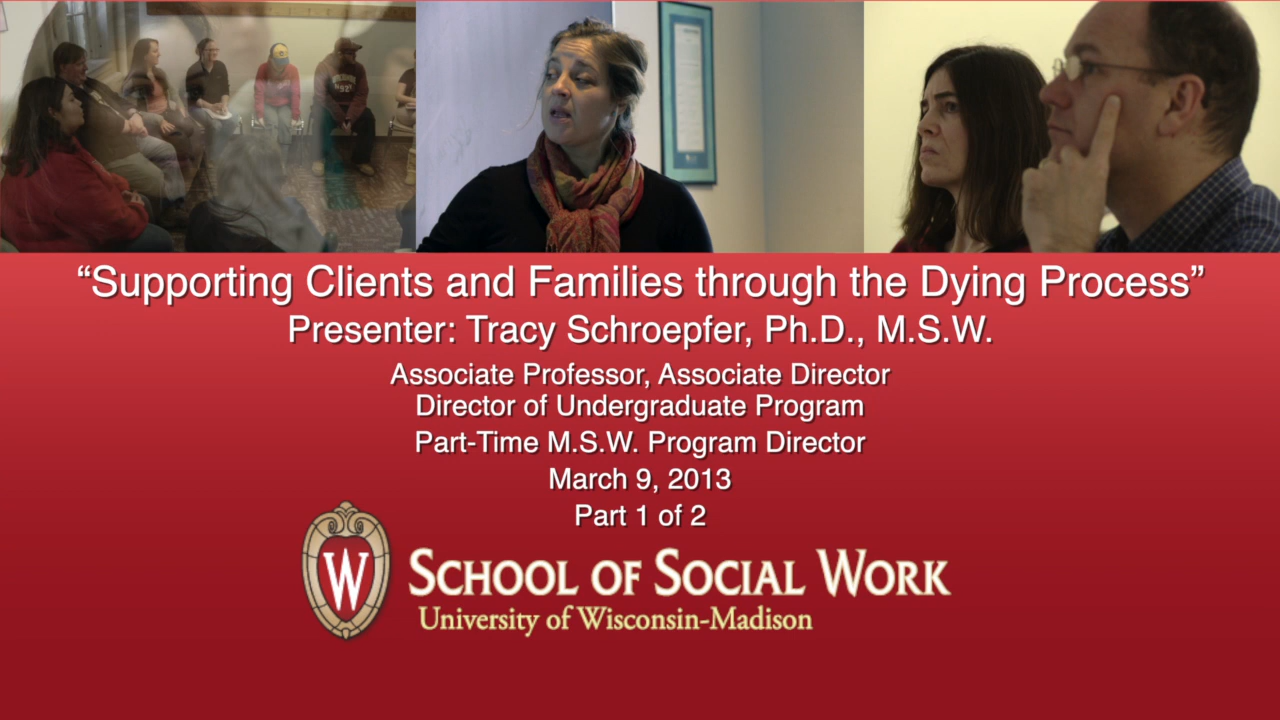 “Supporting Clients and Families through the Dying Process”
Presenter: Tracy Schroepfer, Ph.D., M.S.W.
Associate Professor, Associate Director
Director of Undergraduate Program
Part-Time M.S.W. Program Director
March 9, 2013
Part 1 of 2
W
SCHOOL OF SOCIAL WORK
University of Wisconsin-Madison